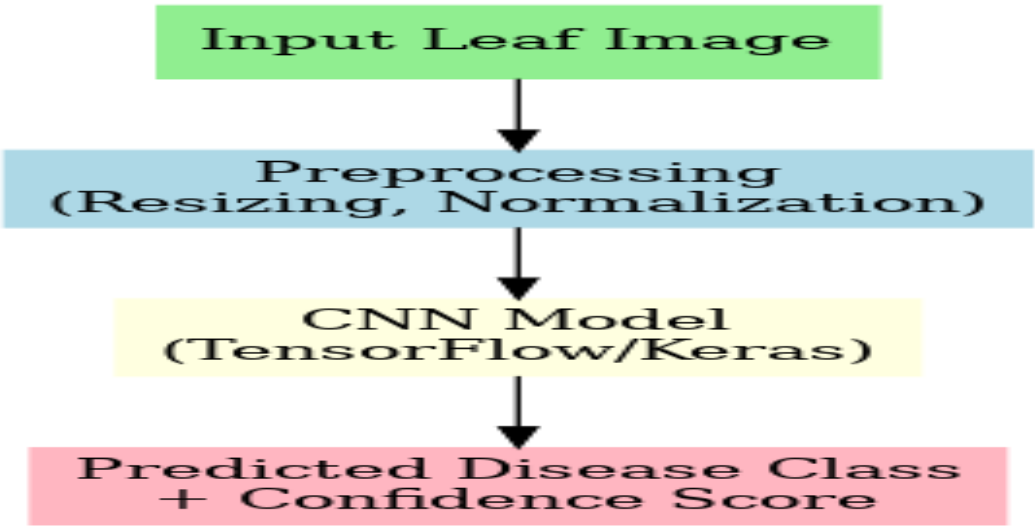 Input Leaf Image
Preprocessing
(Resizing, Normalization)
CNN Model
(TensorFlow/Keras)
Predicted Disease Class
+ Confidence Score